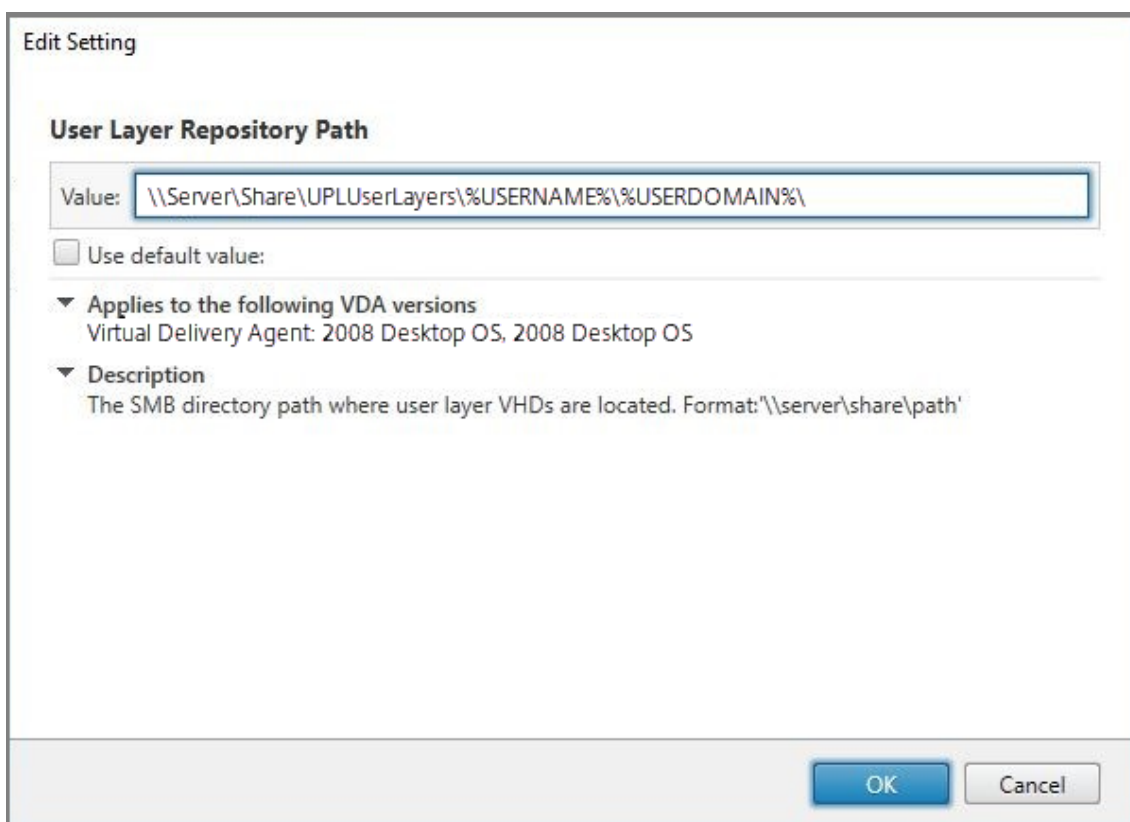 Edit Setting
User Layer Repository Path
Value: \\Server\Share\UPLUserLayers\%USERNAME%\%USERDOMAIN%\
Use default value:
Applies to the following VDA versions
Virtual Delivery Agent: 2008 Desktop OS, 2008 Desktop OS
Description
The SMB directory path where user layer VHDs are located. Format:'\\server\share\path'
OK Cancel